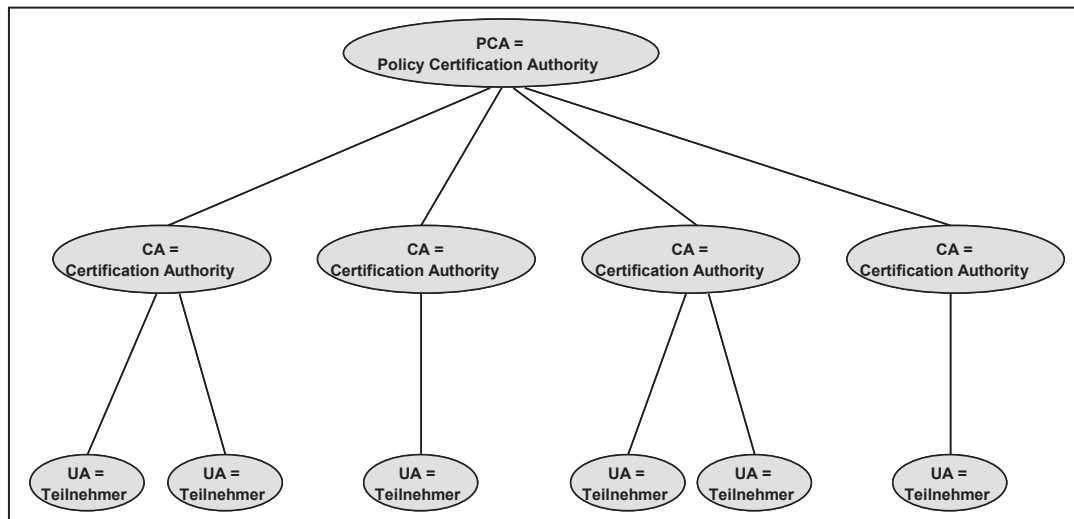 PCA =
Policy Certification Authority
CA =
Certification Authority
CA =
Certification Authority
CA =
Certification Authority
CA =
Certification Authority
UA =
Teilnehmer
UA =
Teilnehmer
UA =
Teilnehmer
UA =
Teilnehmer
UA =
Teilnehmer
UA =
Teilnehmer